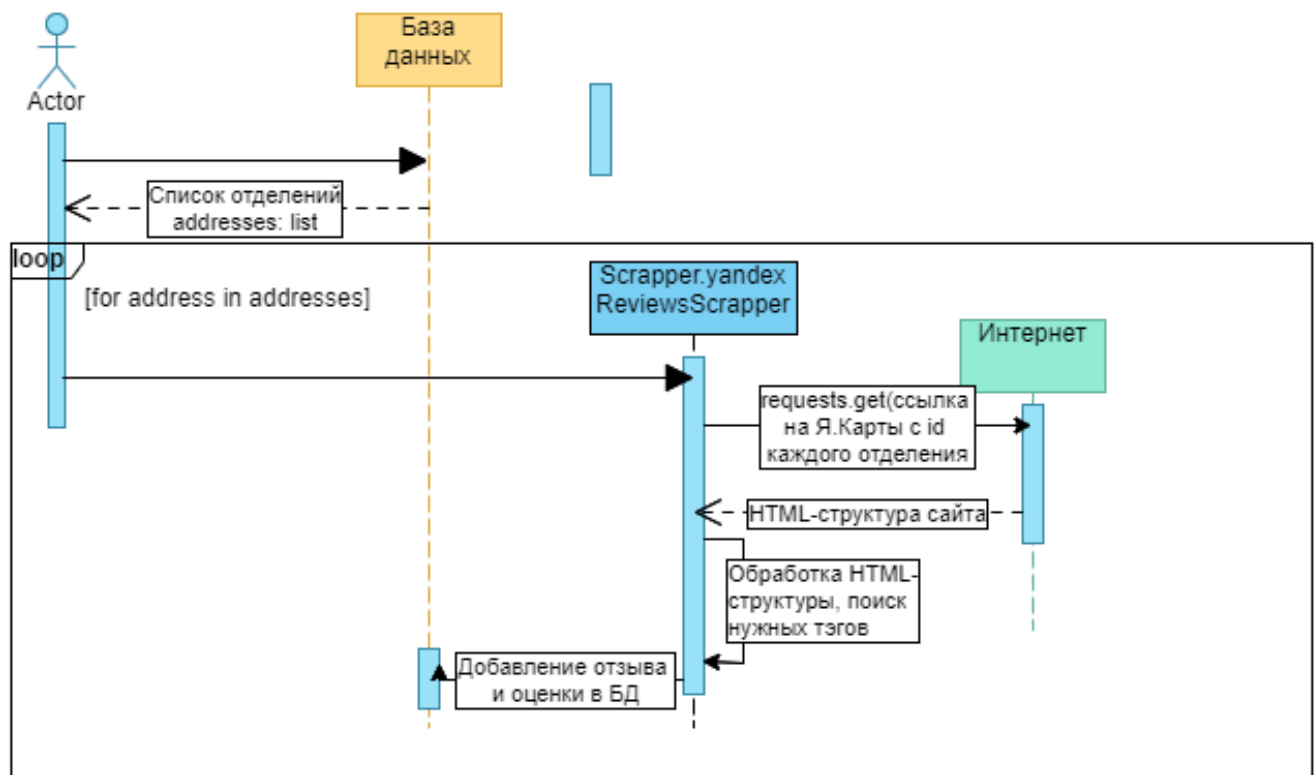 База
данных
Actor
Список отделений
addresses: list
loop
[for address in addresses]
Scrapper.yandex
ReviewsScrapper
Интернет
requests.get(ссылка
на Я.Карты с id
каждого отделения
HTML-структура сайта
Обработка HTML-
структуры, поиск
нужных тэгов
Добавление отзыва
и оценки в БД